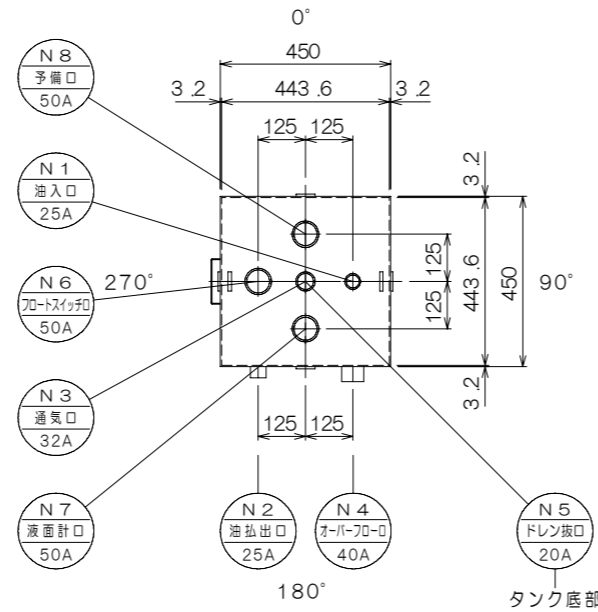 0°
450
3.2
443.6
3.2
125
125
N8
予備口
50A
N1
油入口
25A
N6
フロートスイッチ口
50A
270°
N3
通気口
32A
N7
液面計口
50A
3.2
125
125
443.6
450
90°
3.2
125
125
N2
油払出口
25A
N4
オーバーフロー口
40A
N5
ドレン抜口
20A
タンク底部
180°